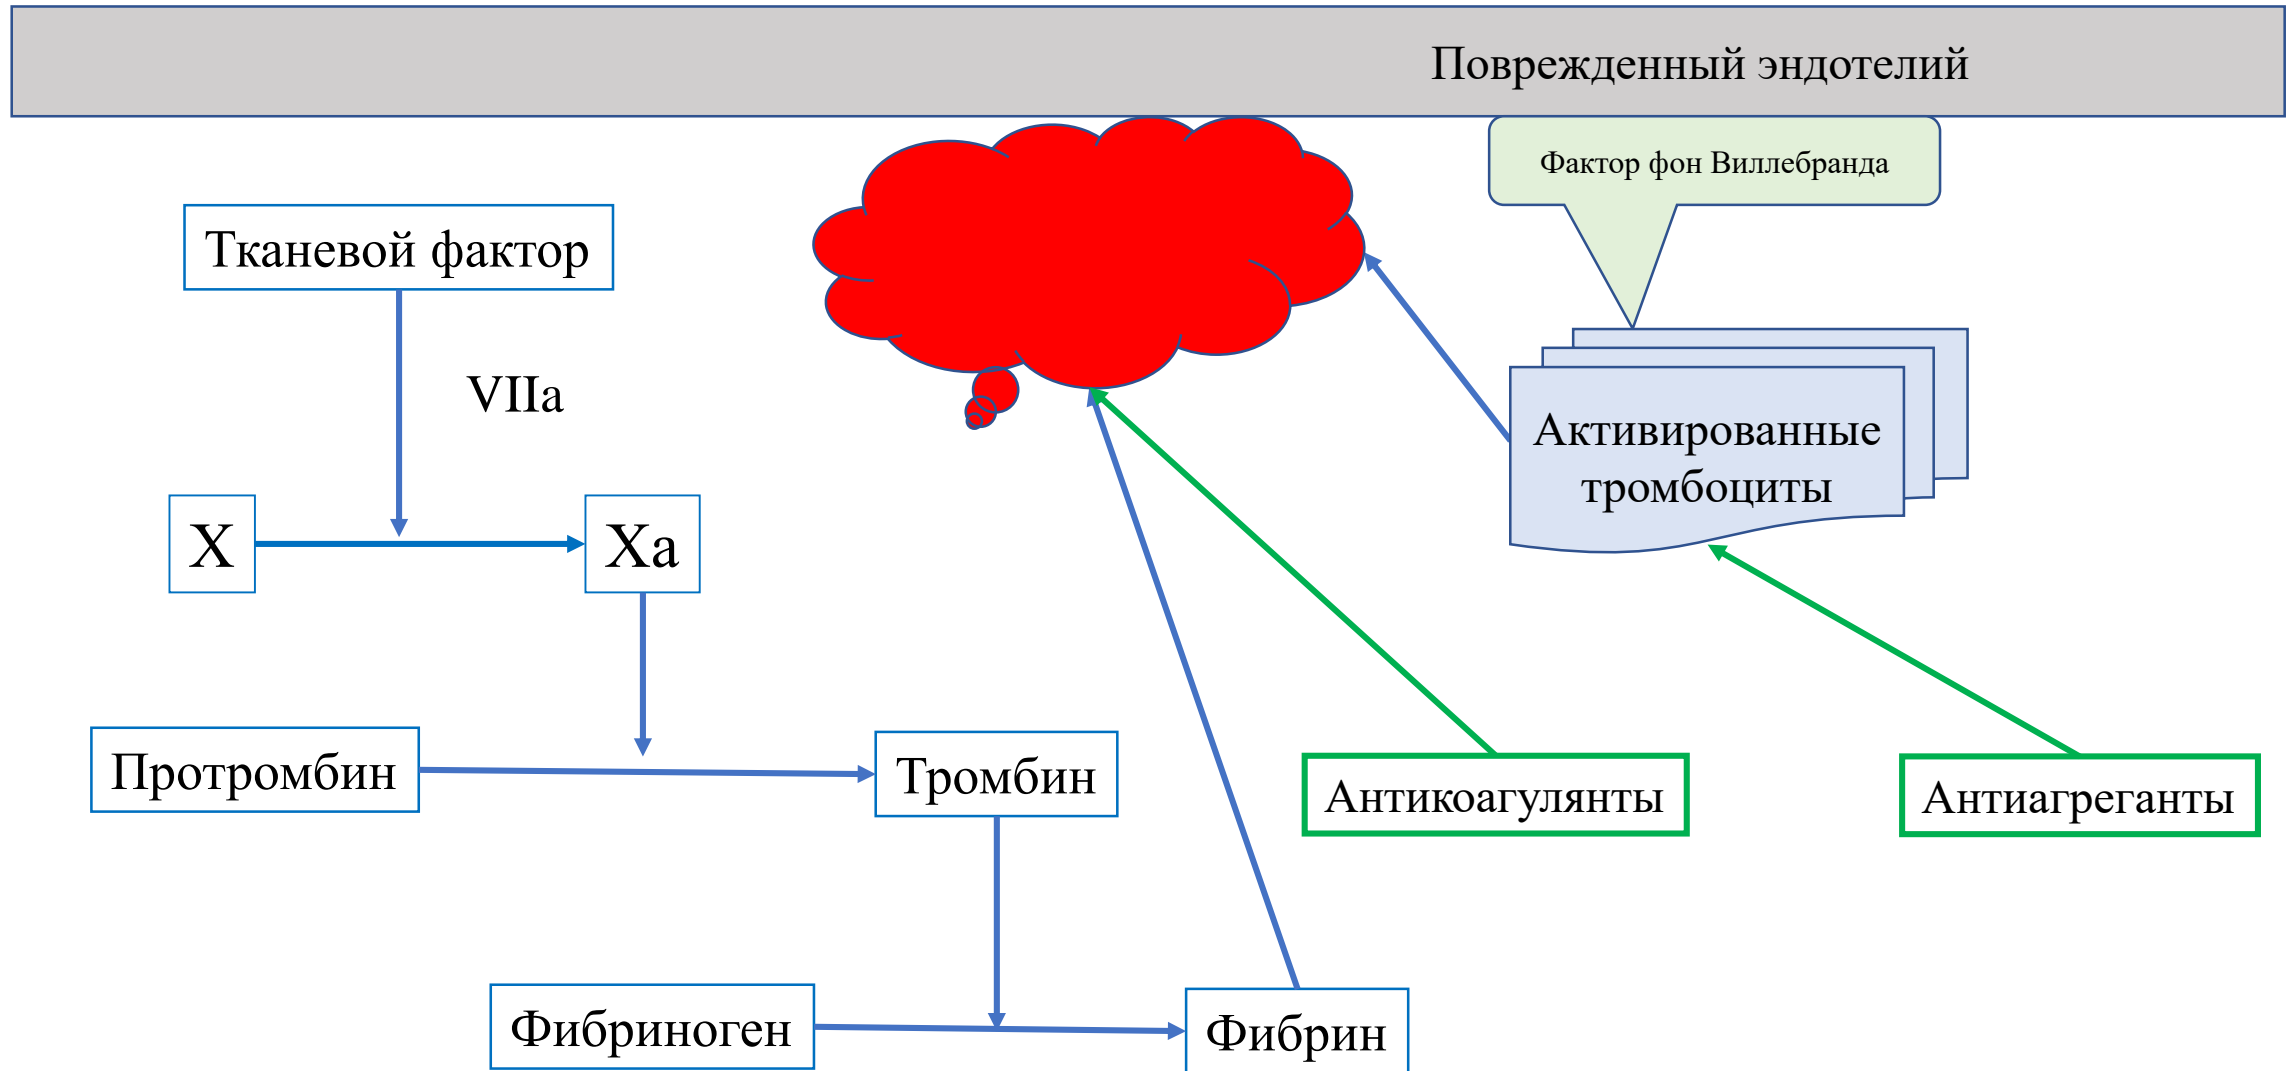 Поврежденный эндотелий
Фактор фон Виллебранда
Тканевой фактор
VIIa
Активированные
тромбоциты
X
Xa
Протромбин
Тромбин
Антикоагулянты
Антиагреганты
Фибриноген
Фибрин